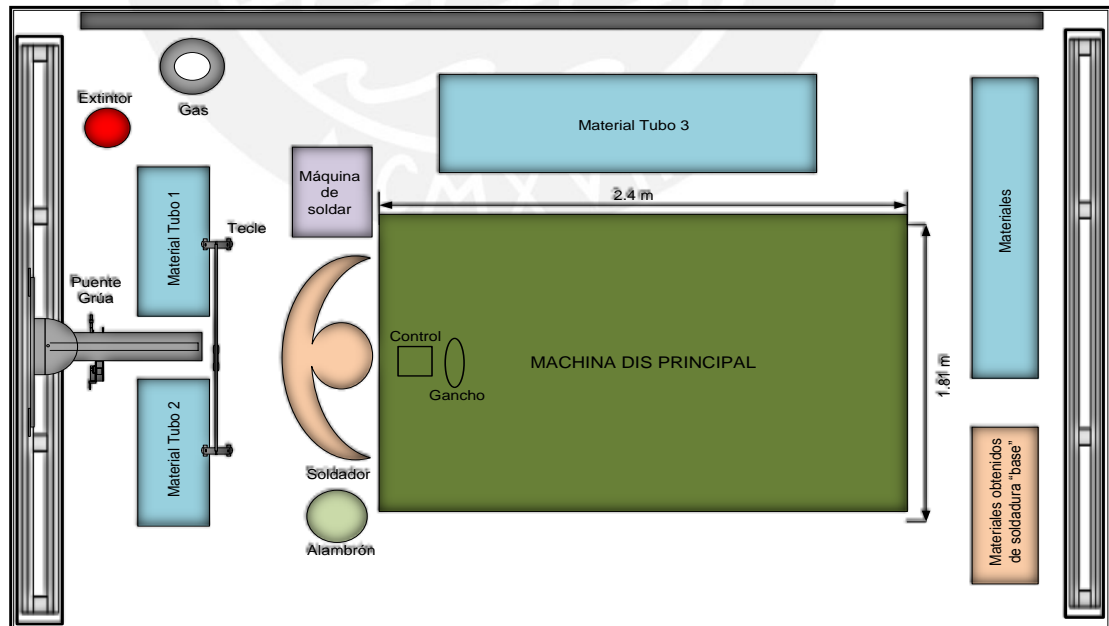 Extintor
Gas
Material Tubo 3
Máquina
de
soldar
2.4 m
Material Tubo 1
Tecle
Materiales
Puente
Grúa
Control
Gancho
MACHINA DIS PRINCIPAL
1.81 m
Material Tubo 2
Soldador
Alambrón
Materiales obtenidos
de soldadura “base”